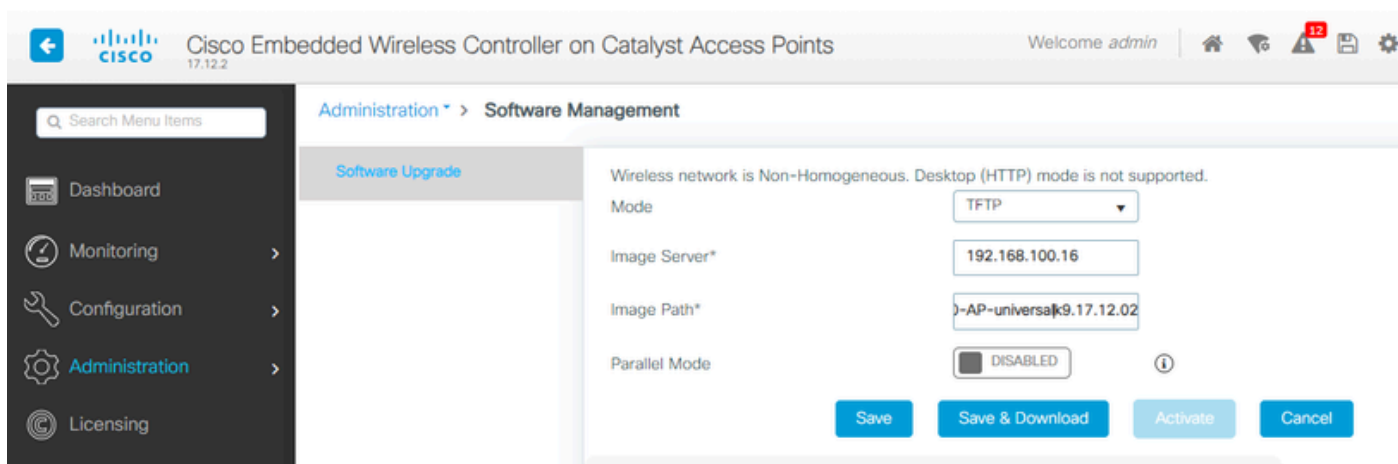 CISCO
Cisco Embedded Wireless Controller on Catalyst Access Points
17.12.2
Welcome admin
12
Search Menu Items
Administration > Software Management
Software Upgrade
Dashboard
Monitoring
Configuration
Administration
Licensing
Wireless network is Non-Homogeneous. Desktop (HTTP) mode is not supported.
Mode
TFTP
Image Server*
192.168.100.16
Image Path*
-AP-universalk9.17.12.02
Parallel Mode
DISABLED
Save
Save & Download
Activate
Cancel